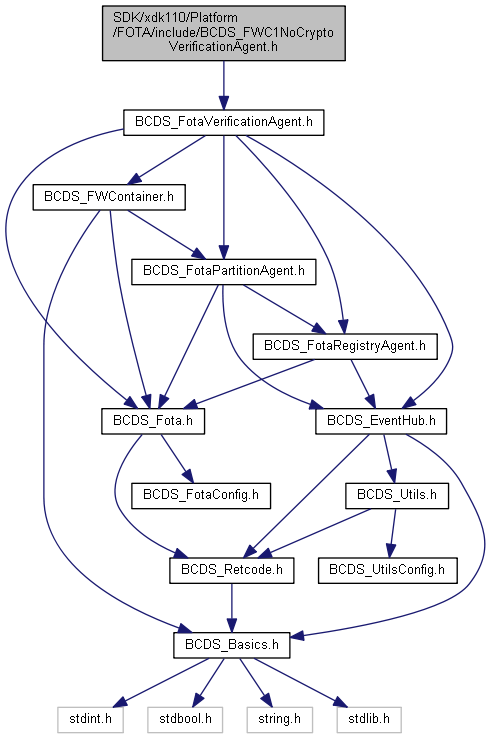 SDK/xdk110/Platform
/FOTA/include/BCDS_FWC1NoCrypto
VerificationAgent.h
BCDS_FotaVerificationAgent.h
BCDS_FWContainer.h
BCDS_FotaPartitionAgent.h
BCDS_FotaRegistryAgent.h
BCDS_Fota.h
BCDS_EventHub.h
BCDS_FotaConfig.h
BCDS_Utils.h
BCDS_Retcode.h
BCDS_UtilsConfig.h
BCDS_Basics.h
stdint.h
stdbool.h
string.h
stdlib.h